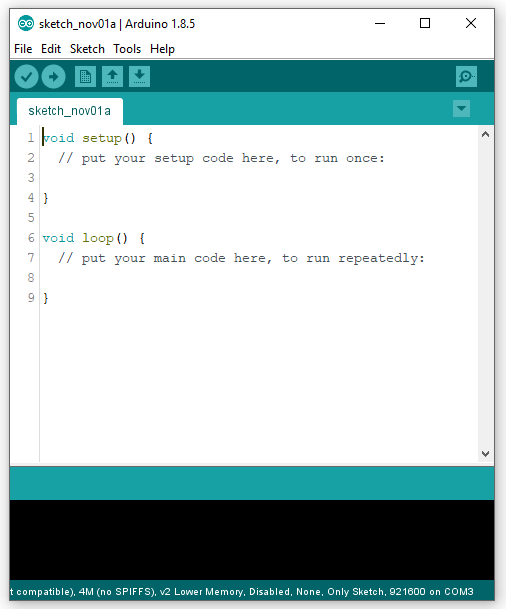 sketch_nov01a | Arduino 1.8.5
File Edit Sketch Tools Help
sketch_nov01a
1 void setup() {
2 // put your setup code here, to run once:
3
4 }
5
6 void loop() {
7 // put your main code here, to run repeatedly:
8
9 }
t compatible), 4M (no SPIFFS), v2 Lower Memory, Disabled, None, Only Sketch, 921600 on COM3